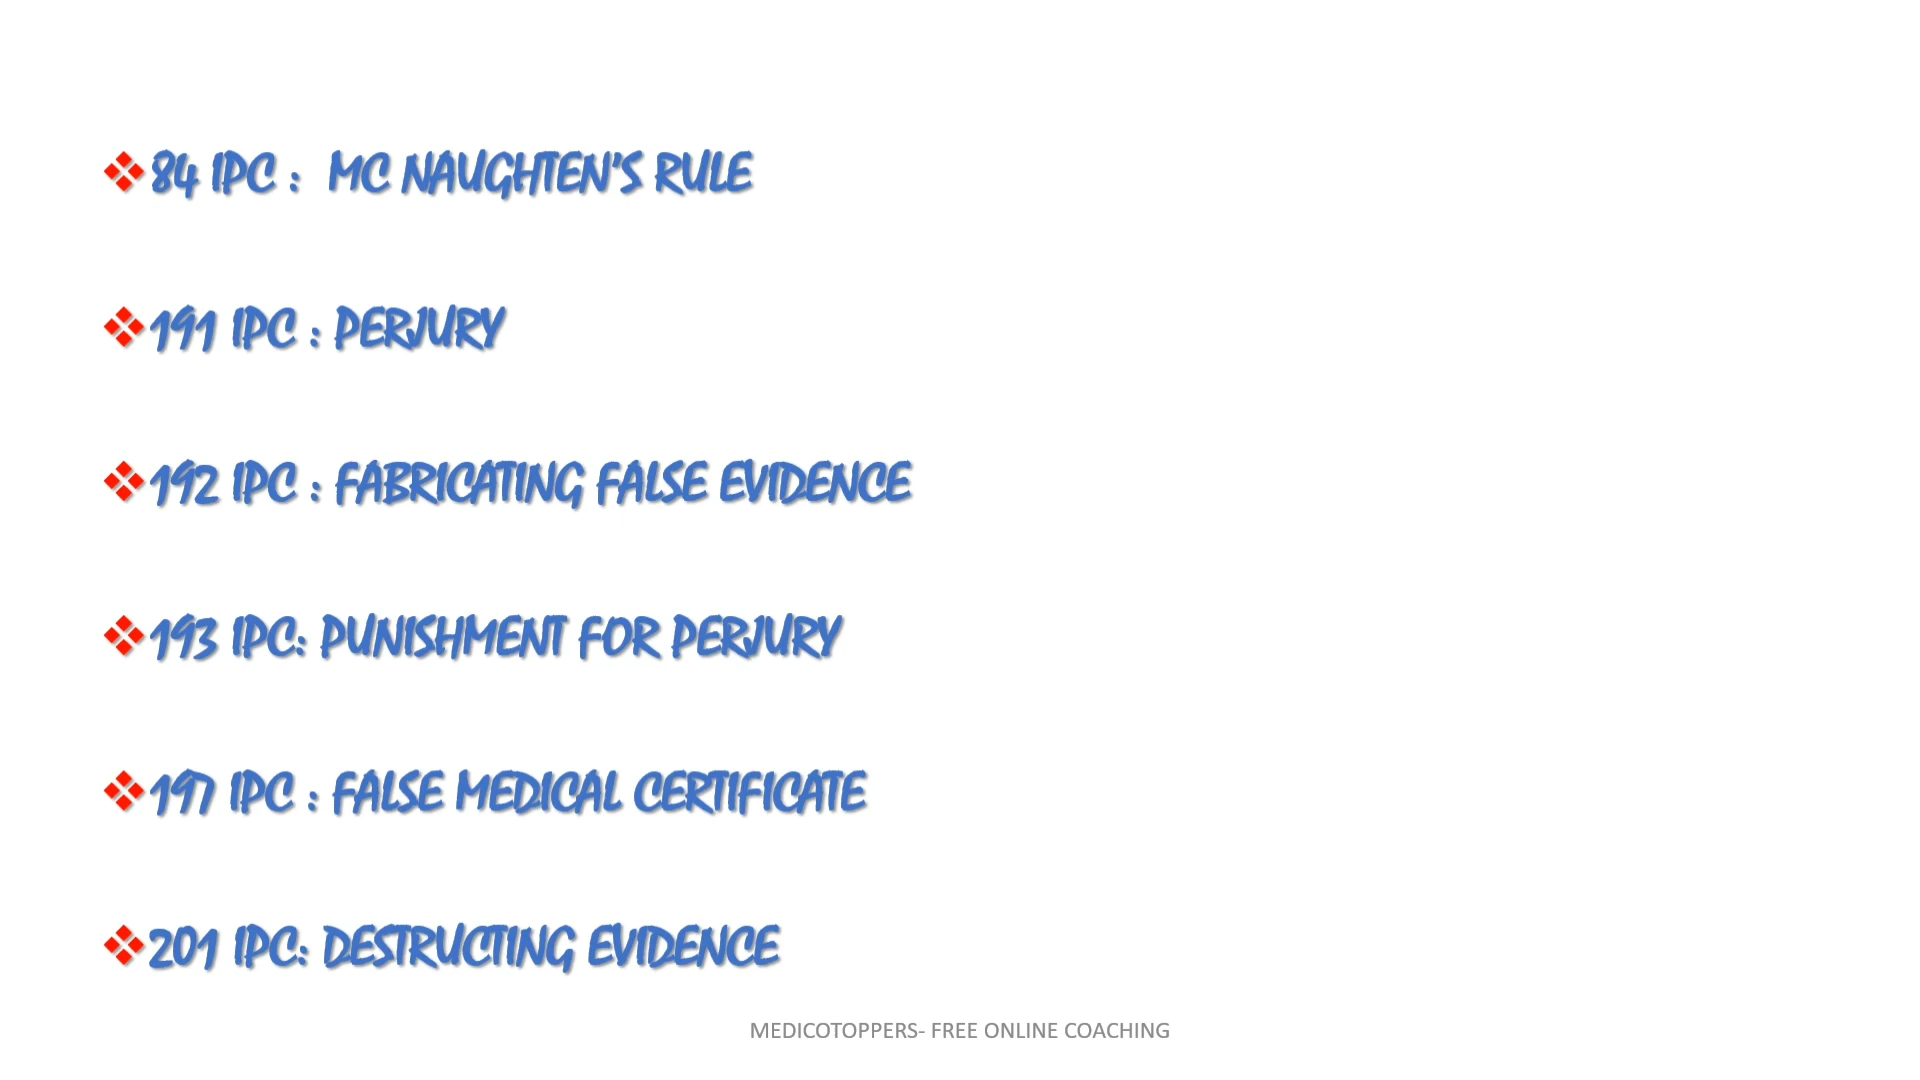 ❖84 IPC :  MC NAUGHTEN'S RULE
❖191 IPC : PERJURY
❖192 IPC : FABRICATING FALSE EVIDENCE
❖193 IPC: PUNISHMENT FOR PERJURY
❖197 IPC : FALSE MEDICAL CERTIFICATE
❖201 IPC: DESTRUCTING EVIDENCE
MEDICOTOPPERS- FREE ONLINE COACHING